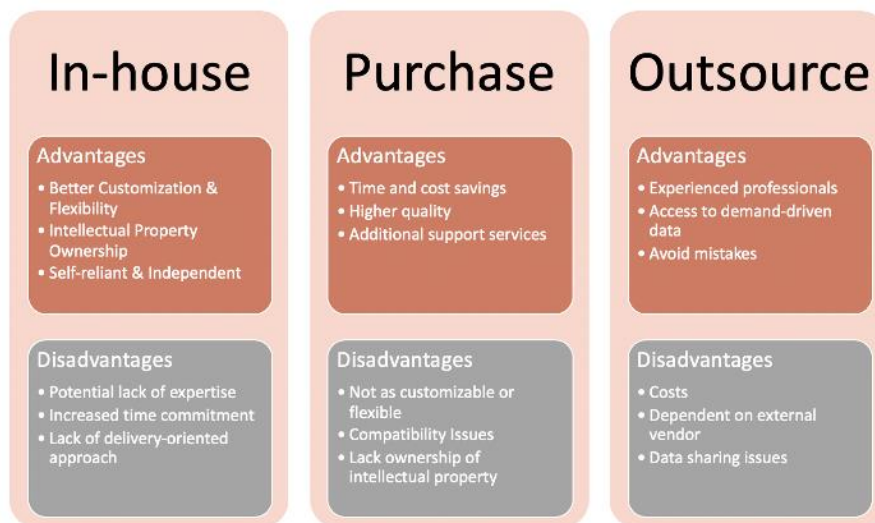 In-house
Advantages
• Better Customization &
Flexibility
• Intellectual Property
Ownership
• Self-reliant & Independent
Disadvantages
• Potential lack of expertise
• Increased time commitment
• Lack of delivery-oriented
approach
Purchase
Advantages
• Time and cost savings
• Higher quality
• Additional support services
Disadvantages
• Not as customizable or
flexible
• Compatibility Issues
• Lack ownership of
intellectual property
Outsource
Advantages
• Experienced professionals
• Access to demand-driven
data
• Avoid mistakes
Disadvantages
• Costs
• Dependent on external
vendor
• Data sharing issues